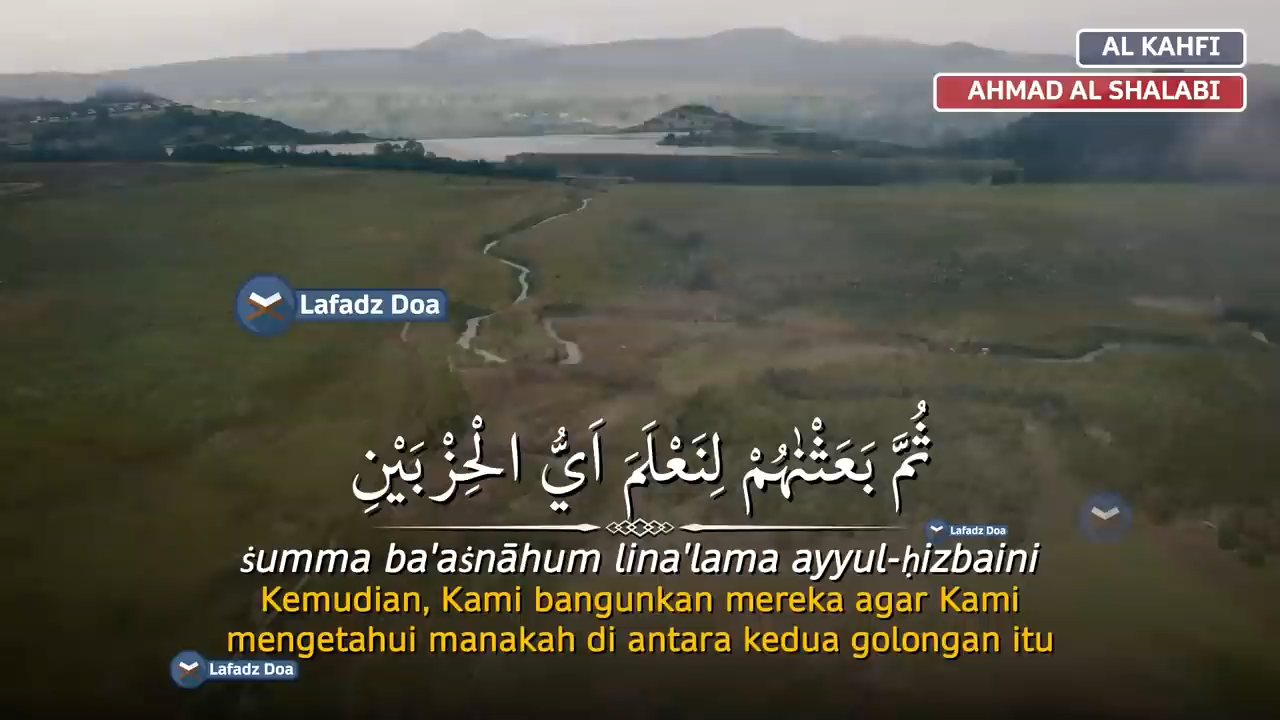 AL KAHFI
AHMAD AL SHALABI
Lafadz Doa
ثُمَّ بَعَثْنٰهُمْ لِنَعْلَمَ اَيُّ الْحِزْبَيْنِ
Lafadz Doa
ṡumma ba'aṡnāhum lina'lama ayyul-ḥizbaini
Kemudian, Kami bangunkan mereka agar Kami
mengetahui manakah di antara kedua golongan itu
Lafadz Doa